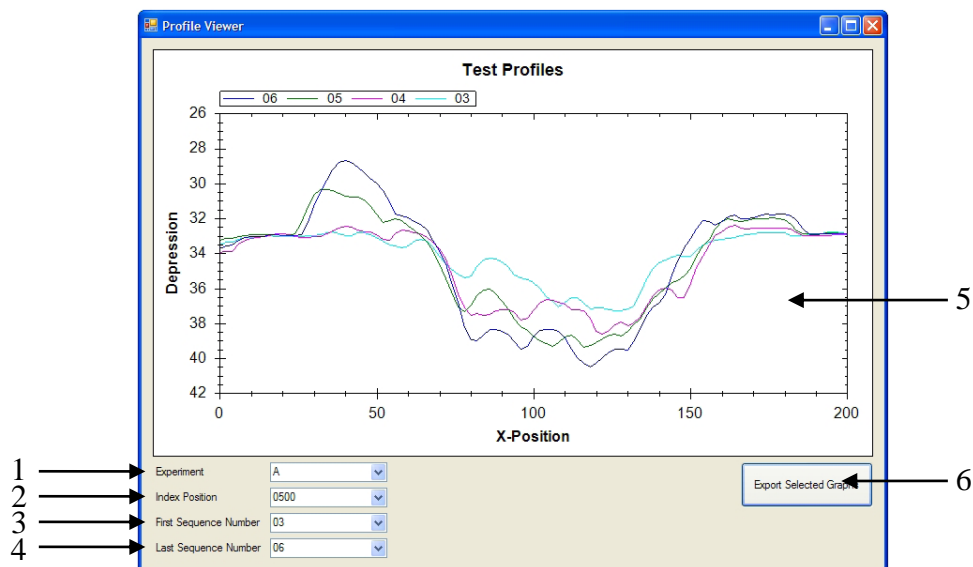 Profile Viewer
Test Profiles
06 05 04 03
26
28
30
32
34
36
38
40
42
Depression
0 50 100 150 200
X-Position
5
1 Experiment A
2 Index Position 0500
3 First Sequence Number 03
4 Last Sequence Number 06
Export Selected Graph 6